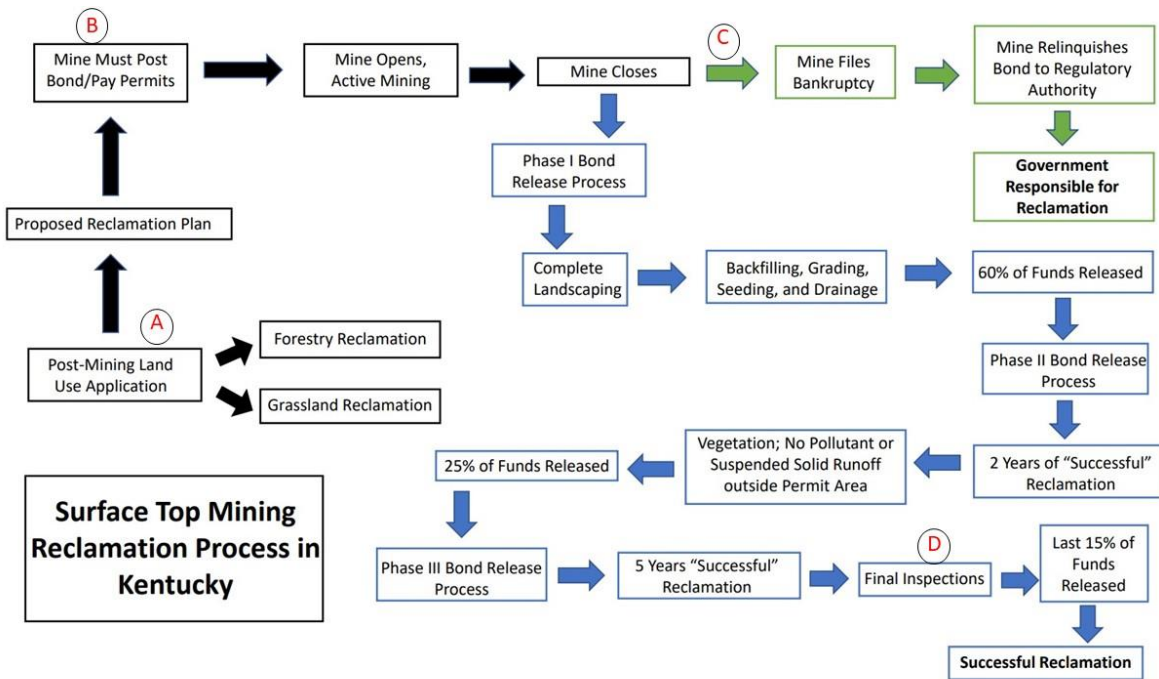 B
Mine Must Post
Bond/Pay Permits
Mine Opens,
Active Mining
Mine Closes
C
Mine Files
Bankruptcy
Mine Relinquishes
Bond to Regulatory
Authority
Government
Responsible for
Reclamation
Phase I Bond
Release Process
Proposed Reclamation Plan
Complete
Landscaping
Backfilling, Grading,
Seeding, and Drainage
60% of Funds Released
A
Post-Mining Land
Use Application
Forestry Reclamation
Grassland Reclamation
Phase II Bond Release
Process
2 Years of “Successful”
Reclamation
Vegetation; No Pollutant or
Suspended Solid Runoff
outside Permit Area
25% of Funds Released
Surface Top Mining
Reclamation Process in
Kentucky
Phase III Bond Release
Process
5 Years “Successful”
Reclamation
D
Final Inspections
Last 15% of
Funds
Released
Successful Reclamation